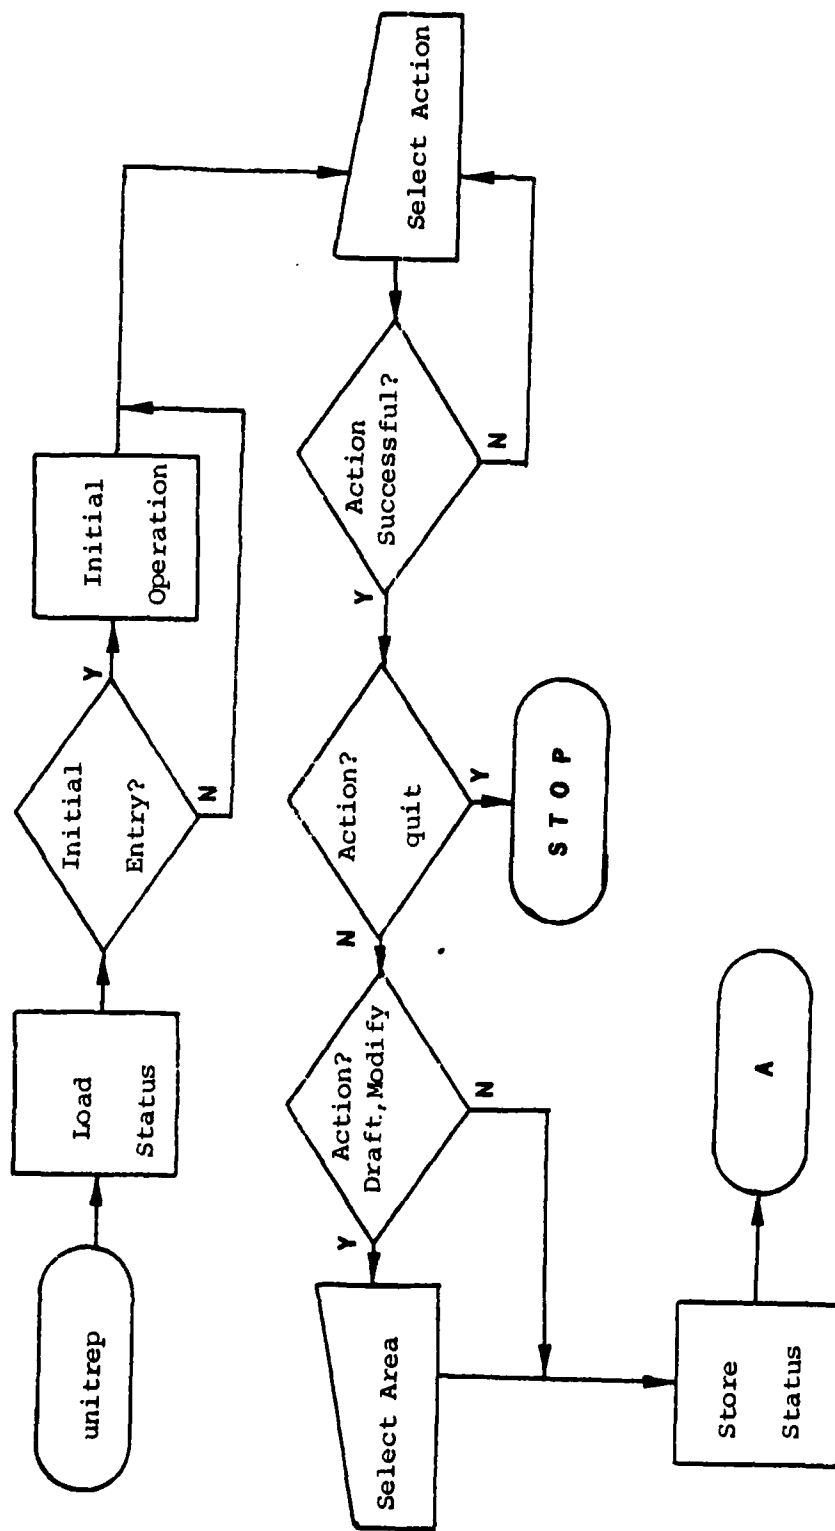 unitrep
Load
Status
Initial
Entry?
Y
N
Initial
Operation
Select Action
Action
Successful?
Y
N
Action?
quit
N
Y
STOP
Action?
Draft,Modify
Y
N
Select Area
Store
Status
A